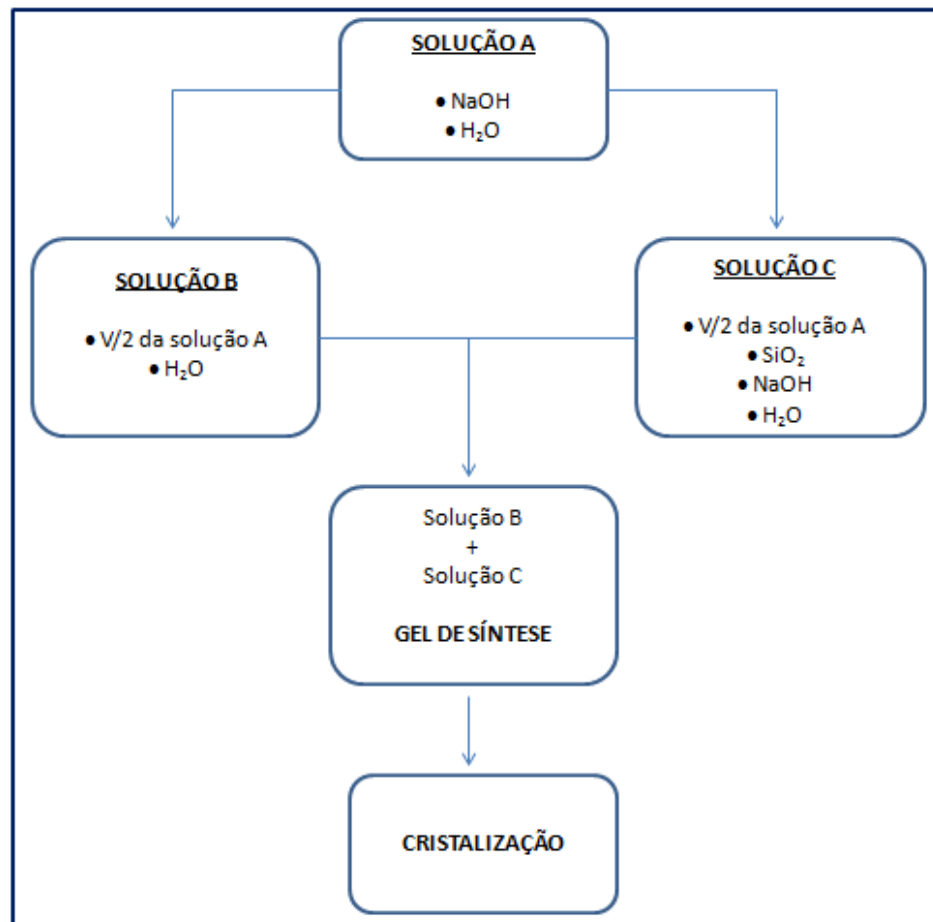 SOLUÇÃO A
• NaOH
• H₂O
SOLUÇÃO B
• V/2 da solução A
• H₂O
SOLUÇÃO C
• V/2 da solução A
• SiO₂
• NaOH
• H₂O
Solução B
+
Solução C
GEL DE SÍNTESE
CRISTALIZAÇÃO